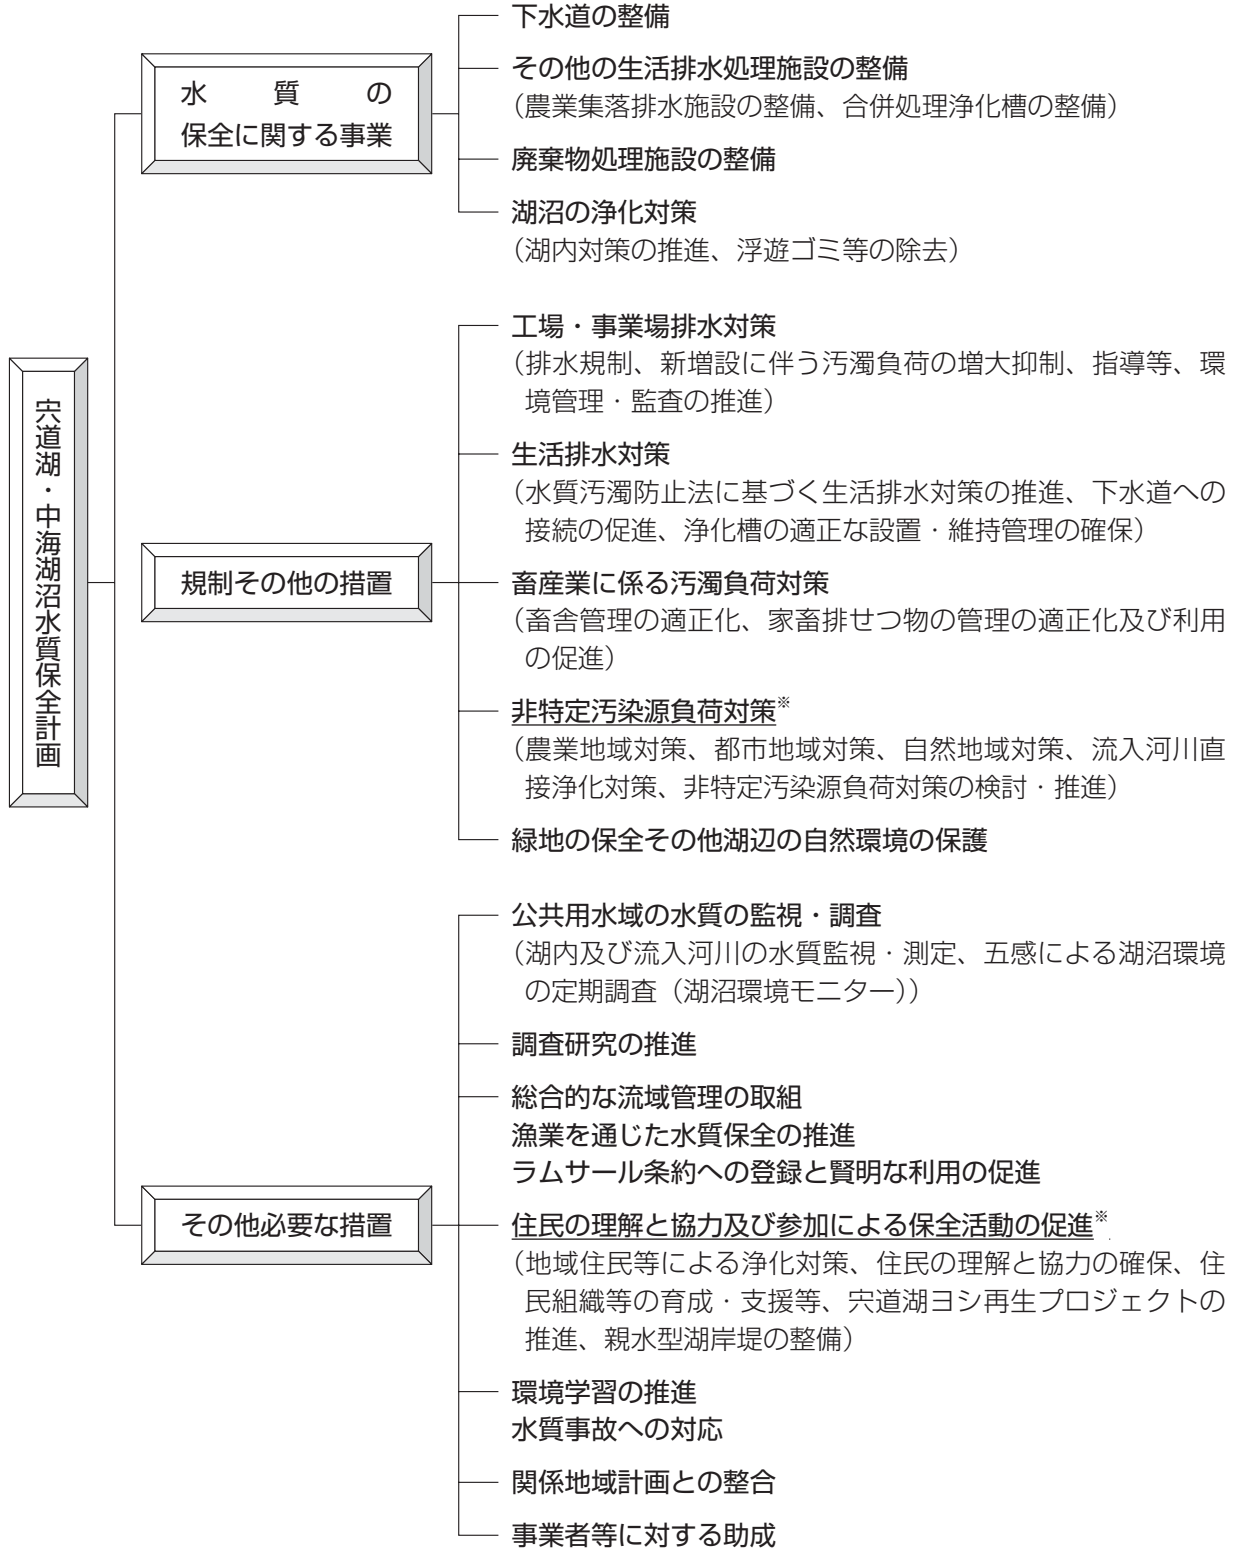 宍道湖・中海湖沼水質保全計画
水質の
保全に関する事業
下水道の整備
その他の生活排水処理施設の整備
（農業集落排水施設の整備、合併処理浄化槽の整備）
廃棄物処理施設の整備
湖沼の浄化対策
（湖内対策の推進、浮遊ゴミ等の除去）
規制その他の措置
工場・事業場排水対策
（排水規制、新増設に伴う汚濁負荷の増大抑制、指導等、環
境管理・監査の推進）
生活排水対策
（水質汚濁防止法に基づく生活排水対策の推進、下水道への
接続の促進、浄化槽の適正な設置・維持管理の確保）
畜産業に係る汚濁負荷対策
（畜舎管理の適正化、家畜排せつ物の管理の適正化及び利用
の促進）
非特定汚染源負荷対策※
（農業地域対策、都市地域対策、自然地域対策、流入河川直
接浄化対策、非特定汚染源負荷対策の検討・推進）
緑地の保全その他湖辺の自然環境の保護
その他必要な措置
公共用水域の水質の監視・調査
（湖内及び流入河川の水質監視・測定、五感による湖沼環境
の定期調査（湖沼環境モニター））
調査研究の推進
総合的な流域管理の取組
漁業を通じた水質保全の推進
ラムサール条約への登録と賢明な利用の促進
住民の理解と協力及び参加による保全活動の促進※
（地域住民等による浄化対策、住民の理解と協力の確保、住
民組織等の育成・支援等、宍道湖ヨシ再生プロジェクトの
推進、親水型湖岸堤の整備）
環境学習の推進
水質事故への対応
関係地域計画との整合
事業者等に対する助成